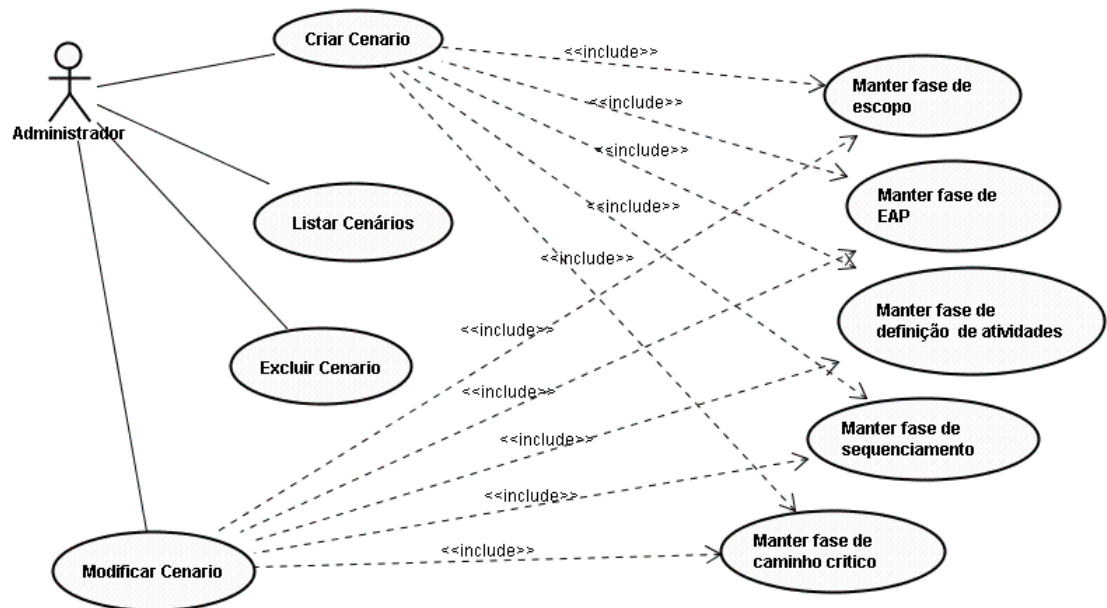 Criar Cenario
<<include>>
Manter fase de
escopo
<<include>>
Administrador
<<include>>
Manter fase de
EAP
<<include>>
Listar Cenários
<<include>>
Manter fase de
definição de atividades
<<include>>
Excluir Cenario
<<include>>
Manter fase de
sequenciamento
<<include>>
<<include>>
Manter fase de
caminho critico
<<include>>
Modificar Cenario